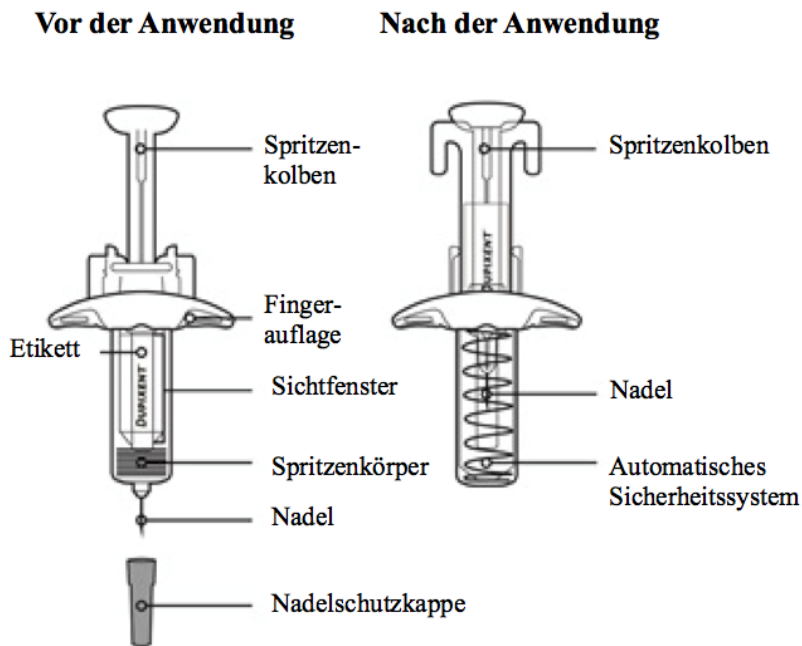 Vor der Anwendung
Nach der Anwendung
Spritzen-
kolben
Finger-
auflage
Etikett
Sichtfenster
DUPIXENT
Spritzenkörper
Nadel
Nadelschutzkappe
Spritzenkolben
DUPIXENT
Nadel
Automatisches
Sicherheitssystem